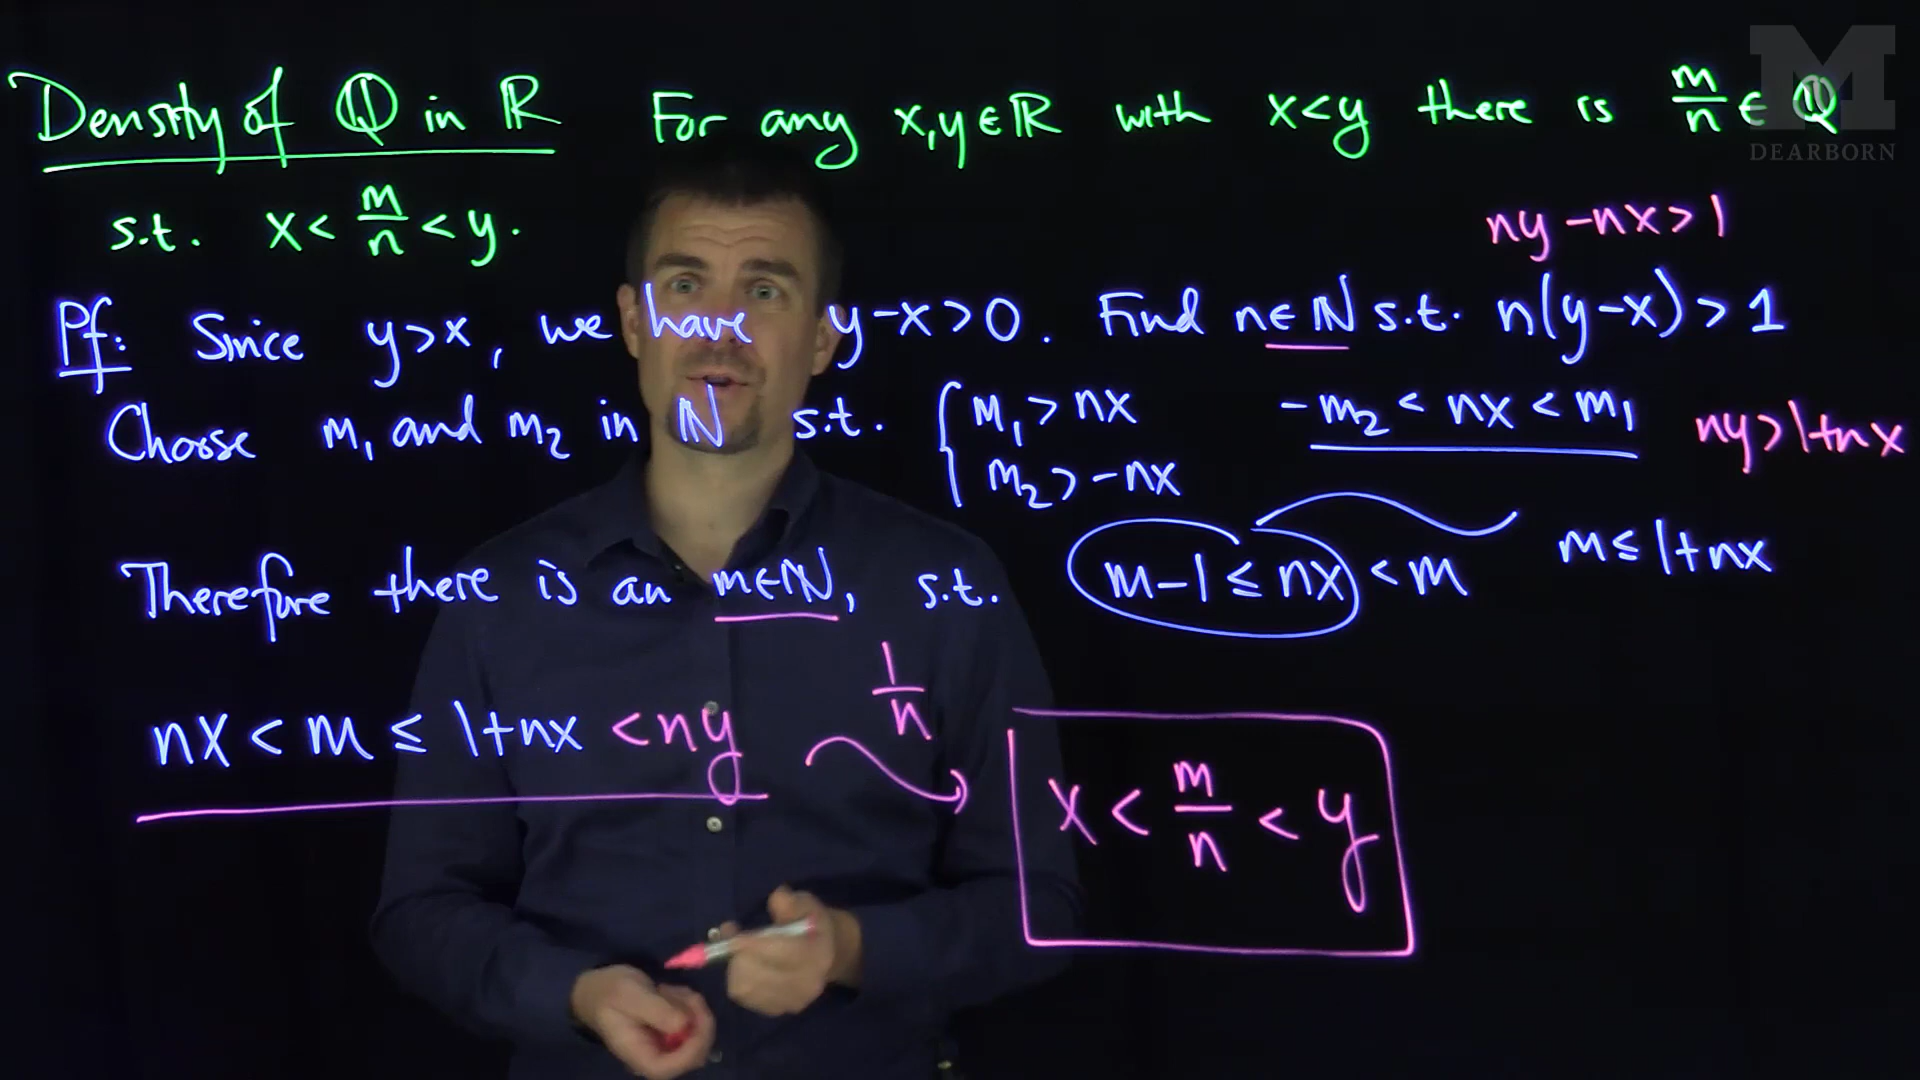 Density of ℚ in ℝ For any x,y∈ℝ with x<y there is m/n ∈ ℚ
s.t. x < m/n < y.
ny-nx>1
Pf: Since y>x, we have y-x>0. Find n∈ℕ s.t. n(y-x)>1
Choose m₁ and m₂ in ℕ s.t. { m₁ > nx
m₂ > -nx
-m₂ < nx < m₁
ny>1+nx
Therefore there is an m∈ℕ, s.t. m-1 ≤ nx < m
m ≤ 1+nx
nx < m ≤ 1+nx < ny
1/n
x < m/n < y
M
DEARBORN